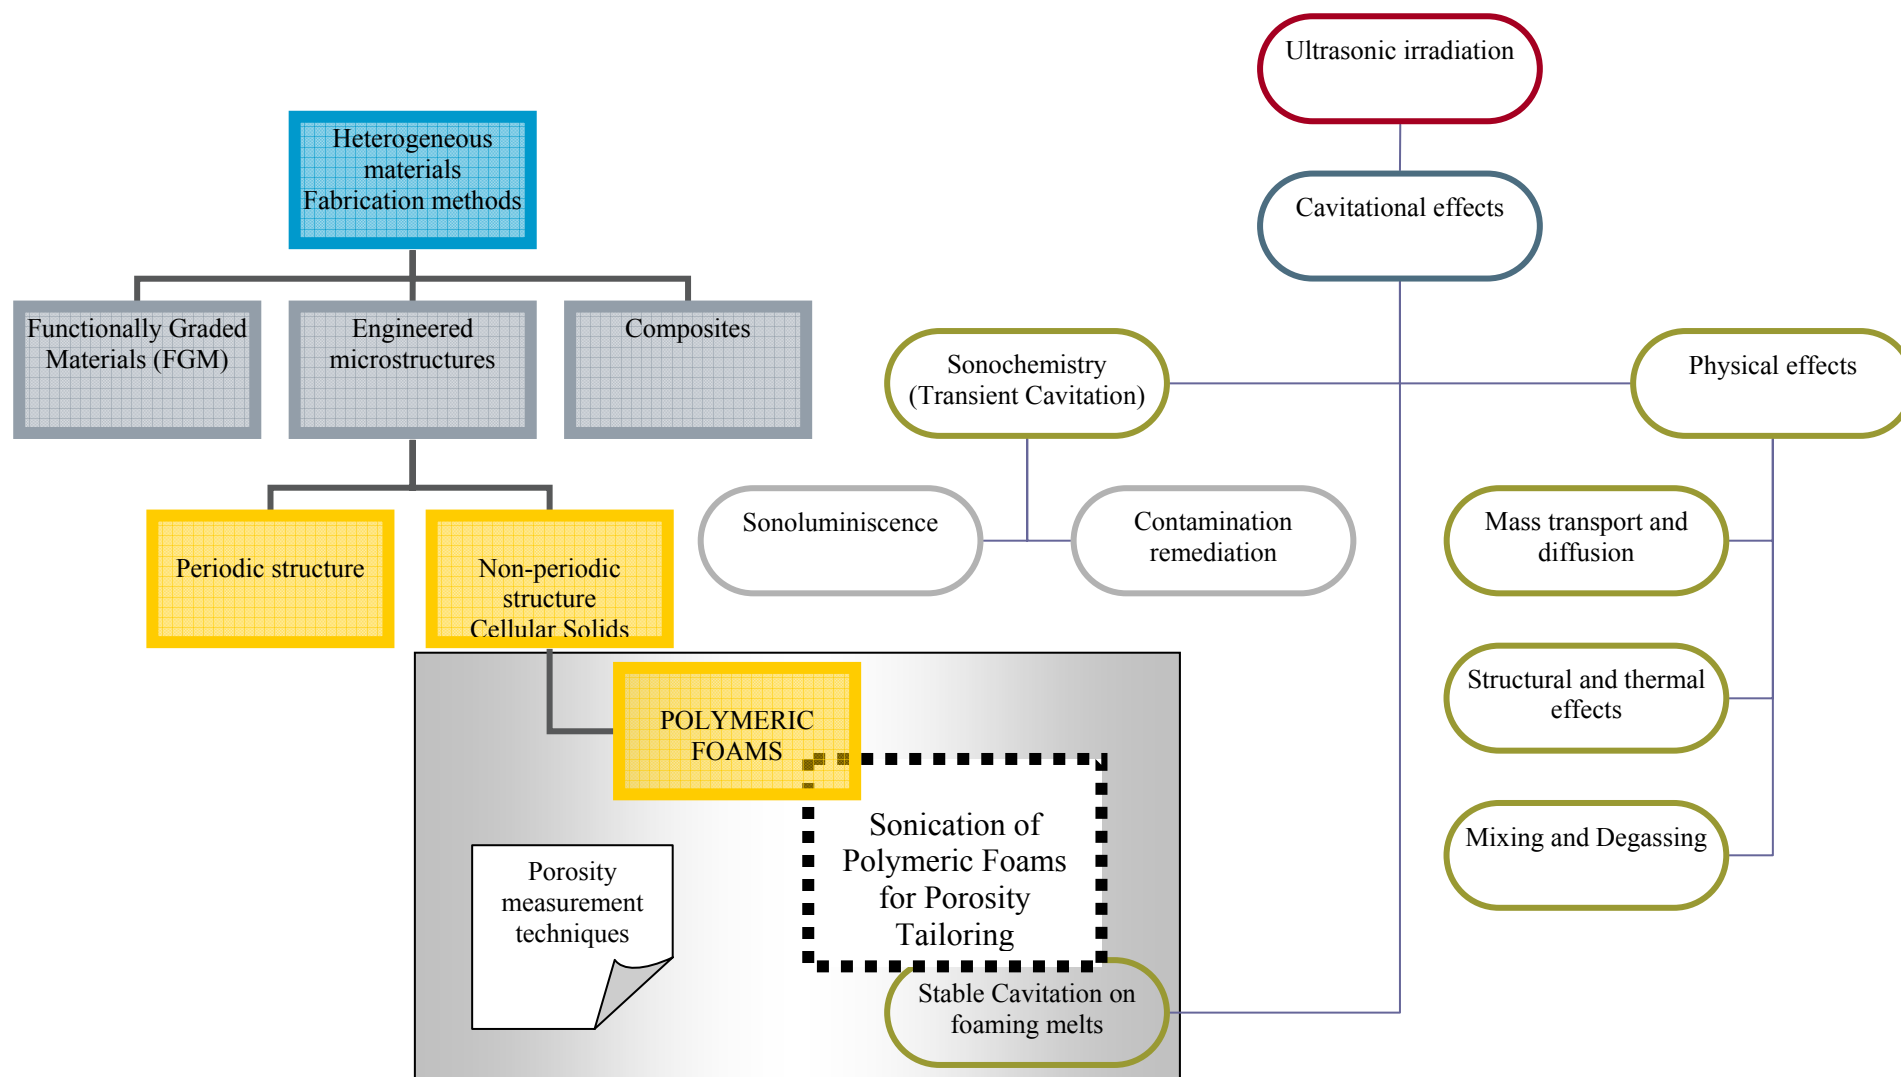 Ultrasonic irradiation
Heterogeneous
materials
Fabrication methods
Cavitational effects
Functionally Graded
Materials (FGM)
Engineered
microstructures
Composites
Sonochemistry
(Transient Cavitation)
Physical effects
Sonoluminiscence
Contamination
remediation
Mass transport and
diffusion
Periodic structure
Non-periodic
structure
Cellular Solids
Structural and thermal
effects
POLYMERIC
FOAMS
Sonication of
Polymeric Foams
for Porosity
Tailoring
Mixing and Degassing
Porosity
measurement
techniques
Stable Cavitation on
foaming melts